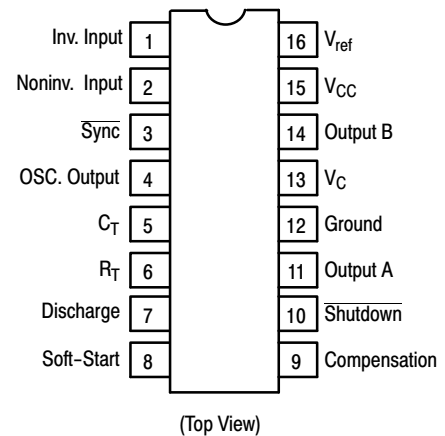 Inv. Input 1 16 Vref
Noninv. Input 2 15 VCC
Sync 3 14 Output B
OSC. Output 4 13 VC
CT 5 12 Ground
RT 6 11 Output A
Discharge 7 10 Shutdown
Soft-Start 8 9 Compensation
(Top View)